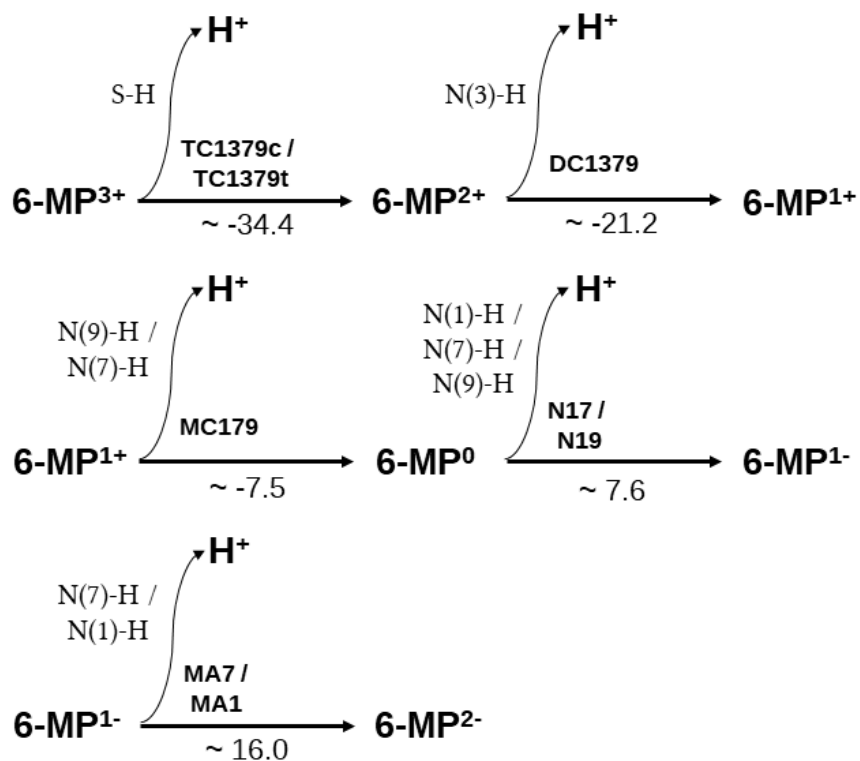 H⁺ H⁺
S-H N(3)-H
TC1379c / DC1379
TC1379t
6-MP³⁺ 6-MP²⁺ 6-MP¹⁺
~ -34.4 ~ -21.2
H⁺ H⁺
N(9)-H / N(1)-H /
N(7)-H N(7)-H /
N(9)-H
MC179 N17 /
N19
6-MP¹⁺ 6-MP⁰ 6-MP¹⁻
~ -7.5 ~ 7.6
H⁺
N(7)-H /
N(1)-H
MA7 /
MA1
6-MP¹⁻ 6-MP²⁻
~ 16.0